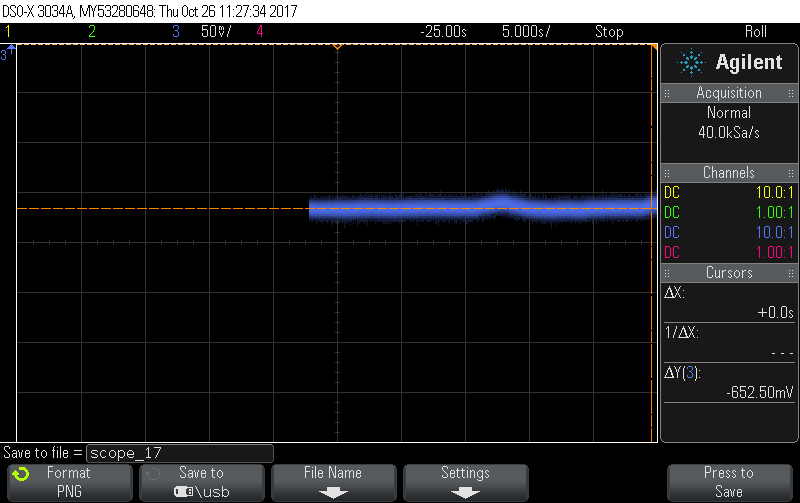 DSO-X 3034A, MY53280648: Thu Oct 26 11:27:34 2017
1 2 3 50mV/ 4 -25.00s 5.000s/ Stop Roll
3
Agilent
Acquisition
Normal
40.0kSa/s
Channels
DC 10.0:1
DC 1.00:1
DC 10.0:1
DC 1.00:1
Cursors
ΔX:
+0.0s
1/ΔX:
- - -
ΔY(3):
-652.50mV
Save to file = scope_17
Format
PNG
Save to
\usb
File Name
Settings
Press to
Save